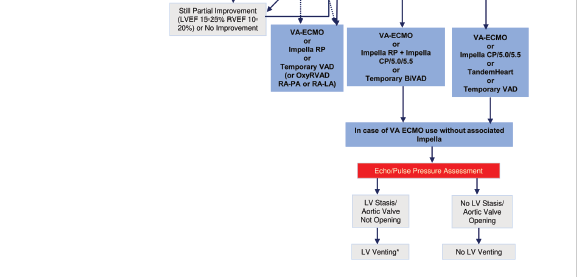 Still Partial Improvement
(LVEF 15-25% RVEF 10-
20%) or No Improvement
VA-ECMO
or
Impella RP
or
Temporary VAD
(or OxyRVAD
RA-PA or RA-LA)
VA-ECMO
or
Impella RP + Impella
CP/5.0/5.5
or
Temporary BiVAD
VA-ECMO
or
Impella CP/5.0/5.5
or
TandemHeart
or
Temporary VAD
In case of VA ECMO use without associated
Impella
Echo/Pulse Pressure Assessment
LV Stasis/
Aortic Valve
Not Opening
No LV Stasis/
Aortic Valve
Opening
LV Venting*
No LV Venting